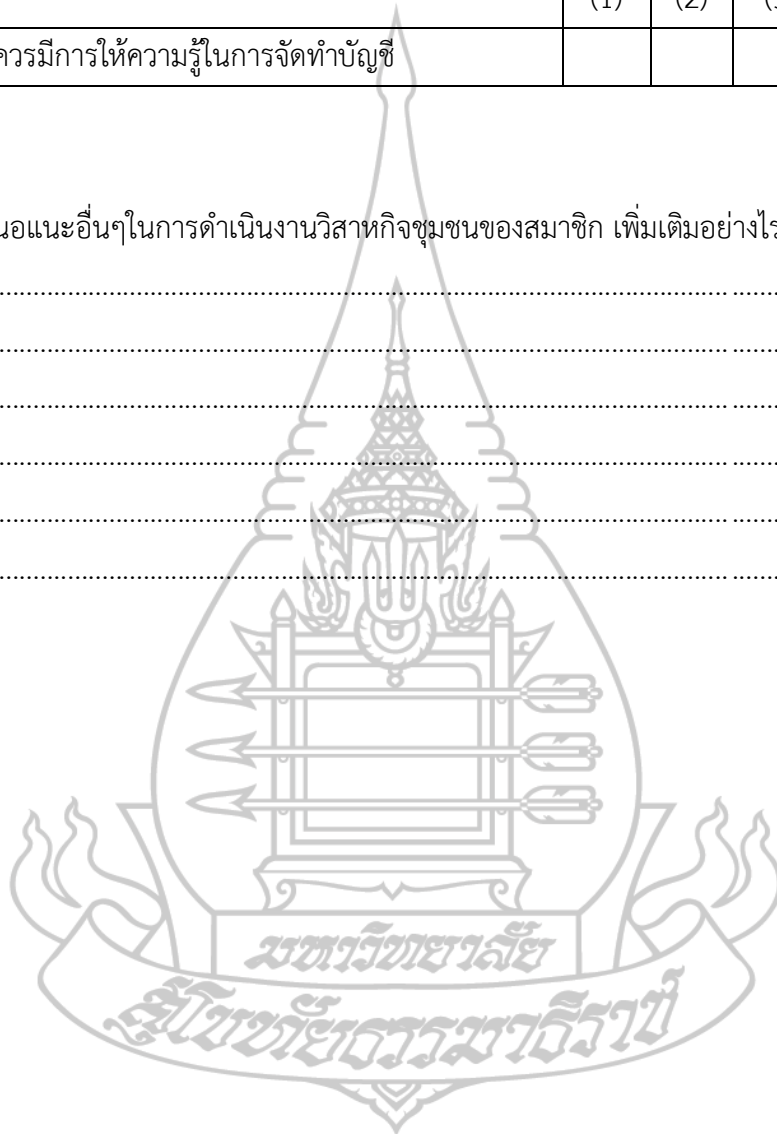 (1) (2)
ควรมีการให้ความรู้ในการจัดทำบัญชี
นอแนะอื่นๆในการดำเนินงานวิสาหกิจชุมชนของสมาชิก เพิ่มเติมอย่างไร
มหาวิทยาลัย
สุโขทัยธรรมาธิราช